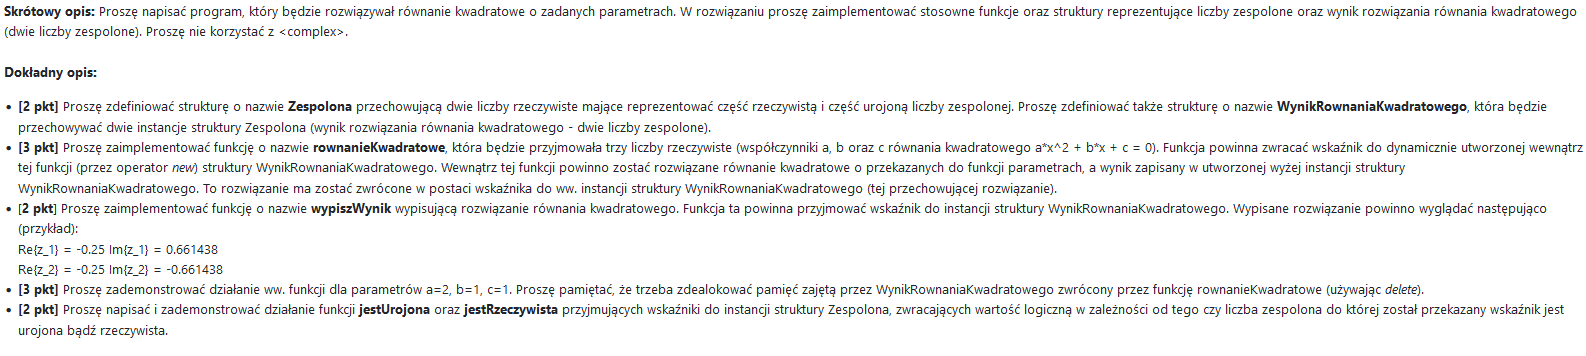 Skrótowy opis: Proszę napisać program, który będzie rozwiązywał równanie kwadratowe o zadanych parametrach. W rozwiązaniu proszę zaimplementować stosowne funkcje oraz struktury reprezentujące liczby zespolone oraz wynik rozwiązania równania kwadratowego
(dwie liczby zespolone). Proszę nie korzystać z <complex>.
Dokładny opis:
• [2 pkt] Proszę zdefiniować strukturę o nazwie Zespolona przechowującą dwie liczby rzeczywiste mające reprezentować część rzeczywistą i część urojoną liczby zespolonej. Proszę zdefiniować także strukturę o nazwie WynikRownaniaKwadratowego, która będzie
przechowywać dwie instancje struktury Zespolona (wynik rozwiązania równania kwadratowego - dwie liczby zespolone).
• [3 pkt] Proszę zaimplementować funkcję o nazwie rownanieKwadratowe, która będzie przyjmowała trzy liczby rzeczywiste (współczynniki a, b oraz c równania kwadratowego a*x^2 + b*x + c = 0). Funkcja powinna zwracać wskaźnik do dynamicznie utworzonej wewnątrz
tej funkcji (przez operator new) struktury WynikRownaniaKwadratowego. Wewnątrz tej funkcji powinno zostać rozwiązane równanie kwadratowe o przekazanych do funkcji parametrach, a wynik zapisany w utworzonej wyżej instancji struktury
WynikRownaniaKwadratowego. To rozwiązanie ma zostać zwrócone w postaci wskaźnika do ww. instancji struktury WynikRownaniaKwadratowego (tej przechowującej rozwiązanie).
• [2 pkt] Proszę zaimplementować funkcję o nazwie wypiszWynik wypisującą rozwiązanie równania kwadratowego. Funkcja ta powinna przyjmować wskaźnik do instancji struktury WynikRownaniaKwadratowego. Wypisane rozwiązanie powinno wyglądać następująco
(przykład):
Re{z_1} = -0.25 Im{z_1} = 0.661438
Re{z_2} = -0.25 Im{z_2} = -0.661438
• [3 pkt] Proszę zademonstrować działanie ww. funkcji dla parametrów a=2, b=1, c=1. Proszę pamiętać, że trzeba zdealokować pamięć zajętą przez WynikRownaniaKwadratowego zwrócony przez funkcję rownanieKwadratowe (używając delete).
• [2 pkt] Proszę napisać i zademonstrować działanie funkcji jestUrojona oraz jestRzeczywista przyjmujących wskaźniki do instancji struktury Zespolona, zwracających wartość logiczną w zależności od tego czy liczba zespolona do której został przekazany wskaźnik jest
urojona bądź rzeczywista.